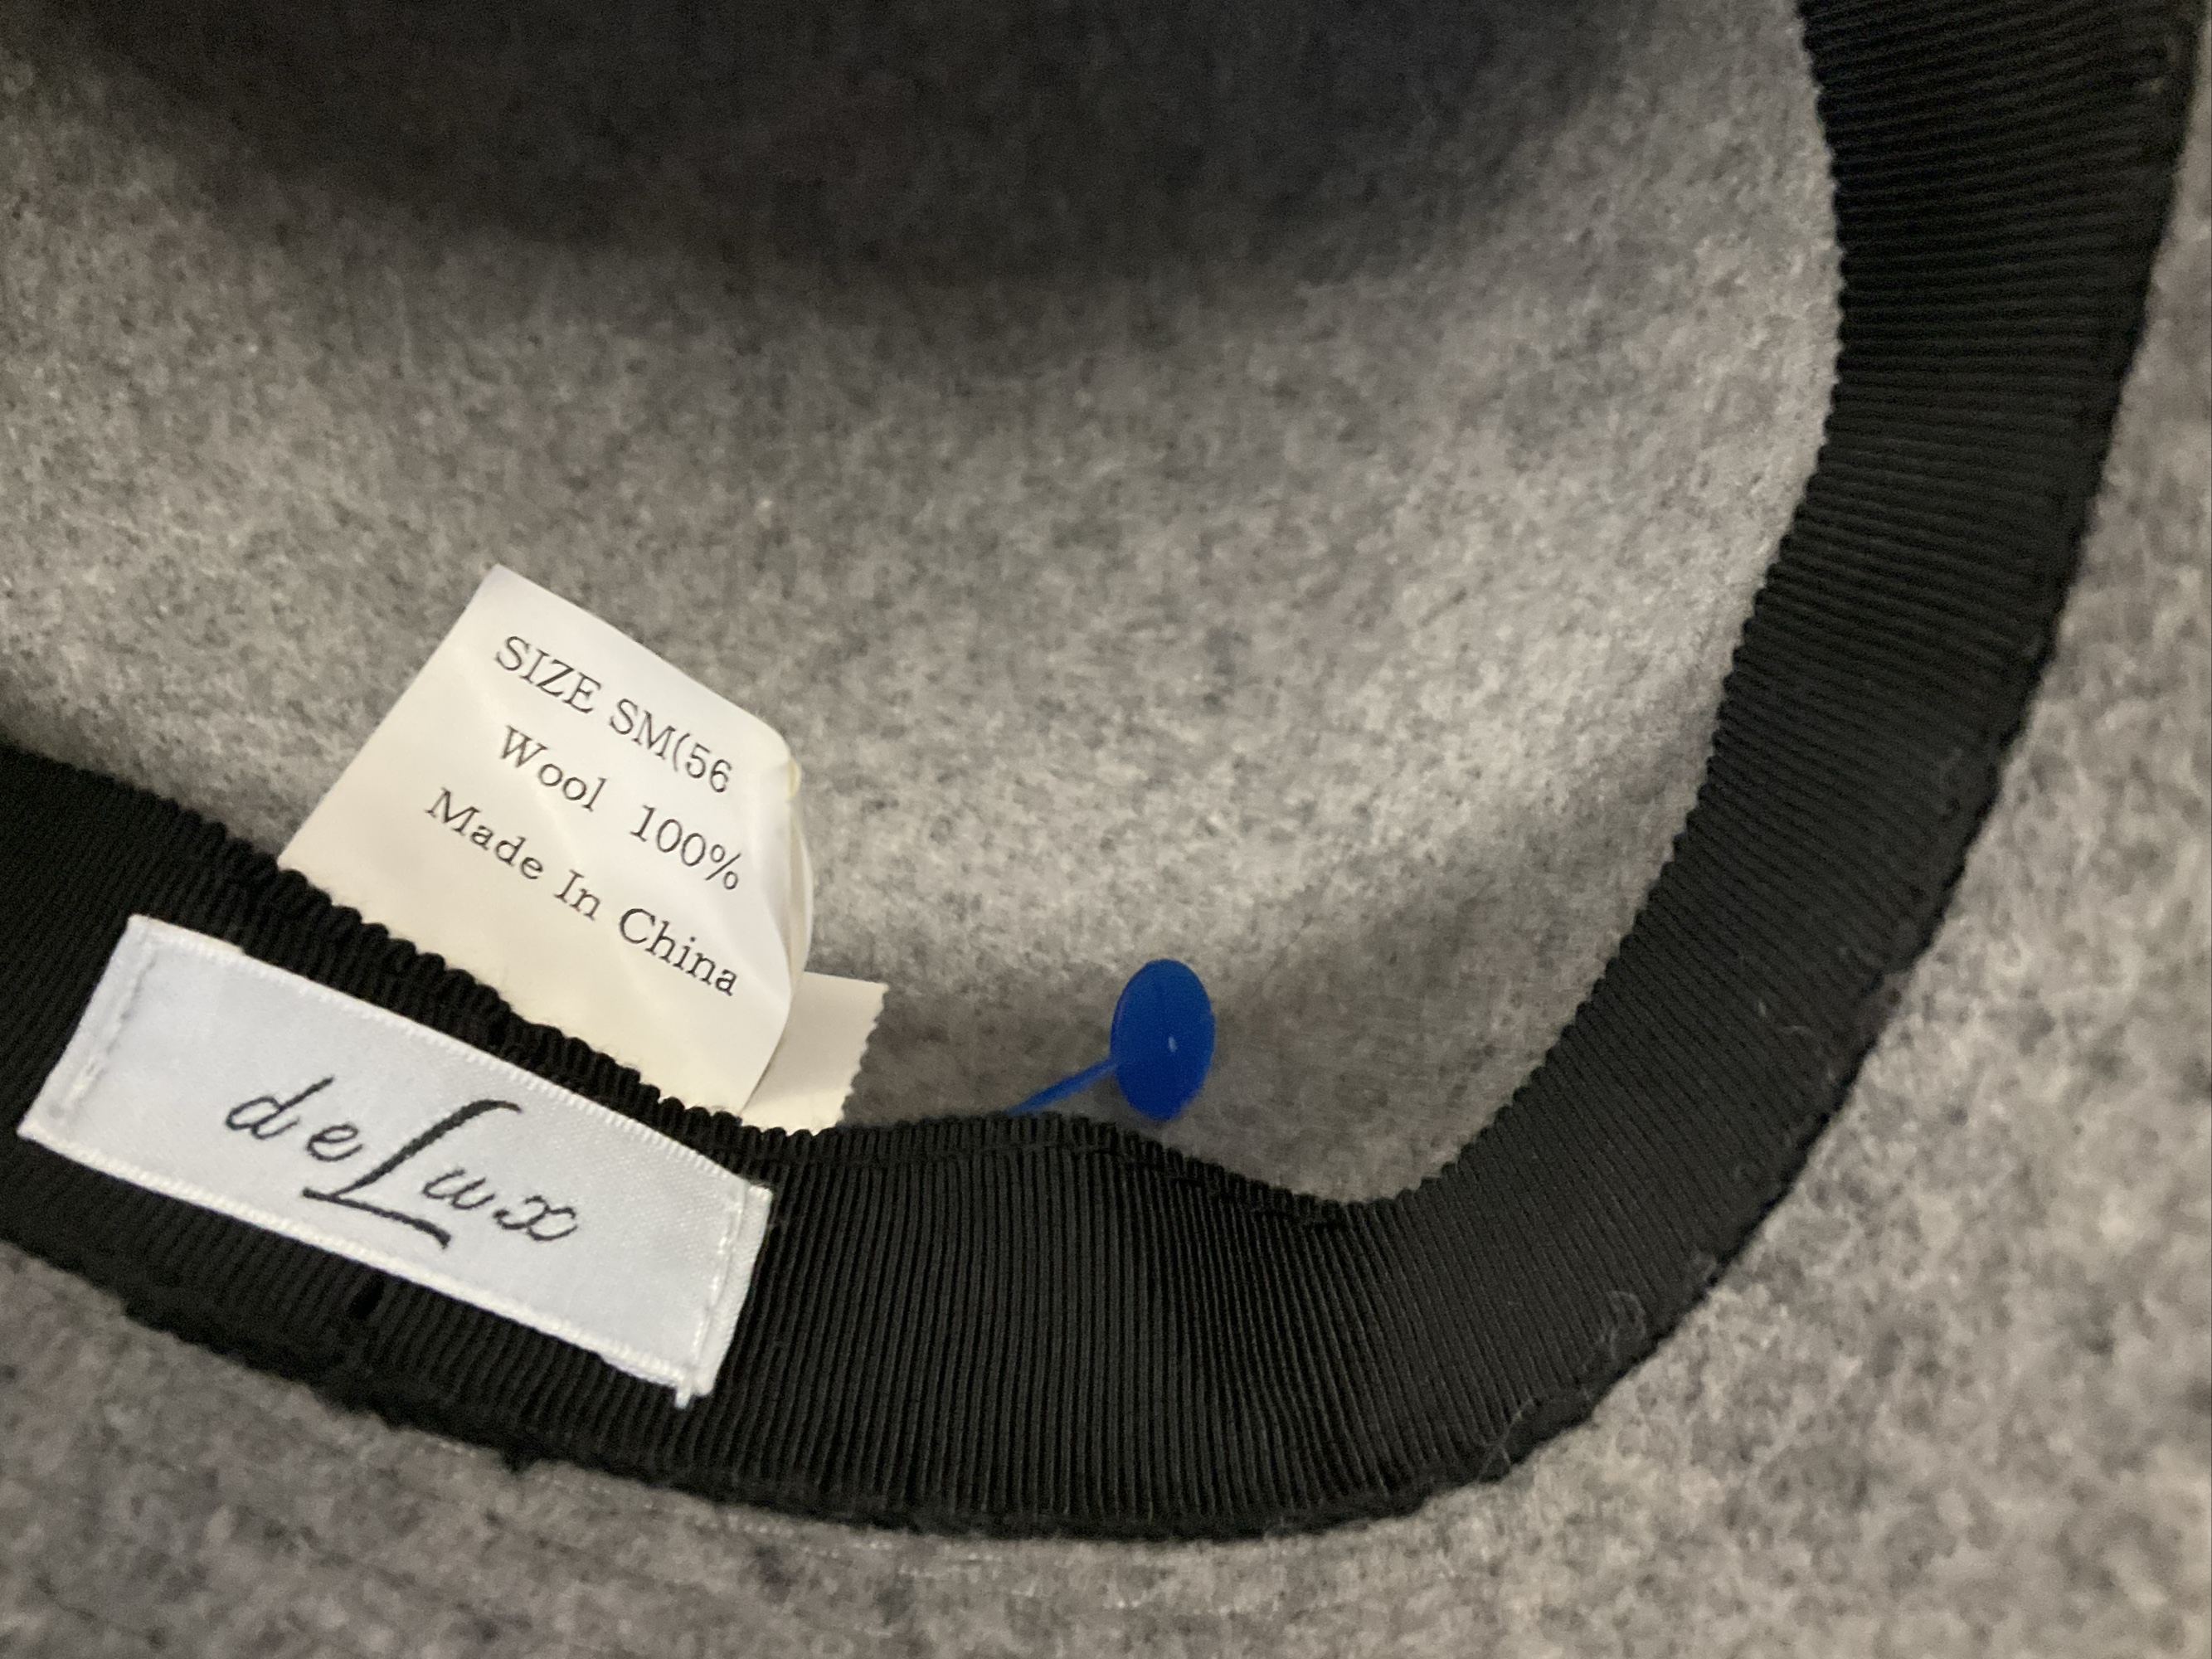 SIZE SM(56
Wool 100%
Made In China
deLux